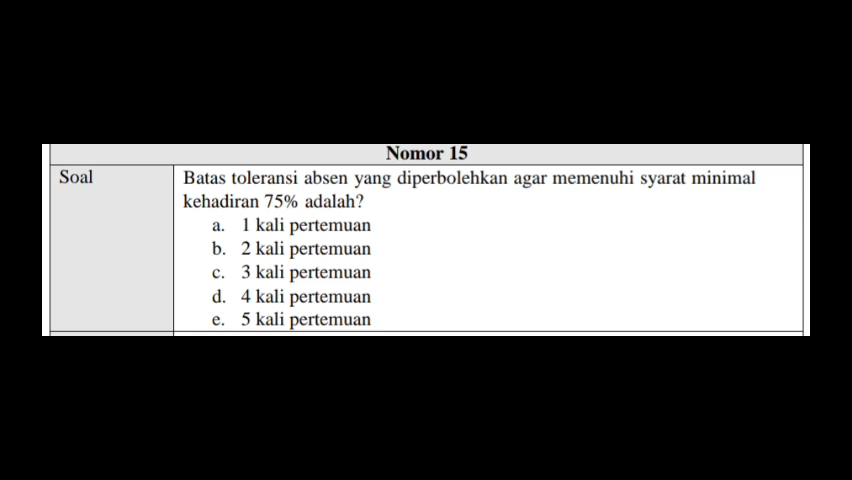 Nomor 15
Soal
Batas toleransi absen yang diperbolehkan agar memenuhi syarat minimal
kehadiran 75% adalah?
a. 1 kali pertemuan
b. 2 kali pertemuan
c. 3 kali pertemuan
d. 4 kali pertemuan
e. 5 kali pertemuan